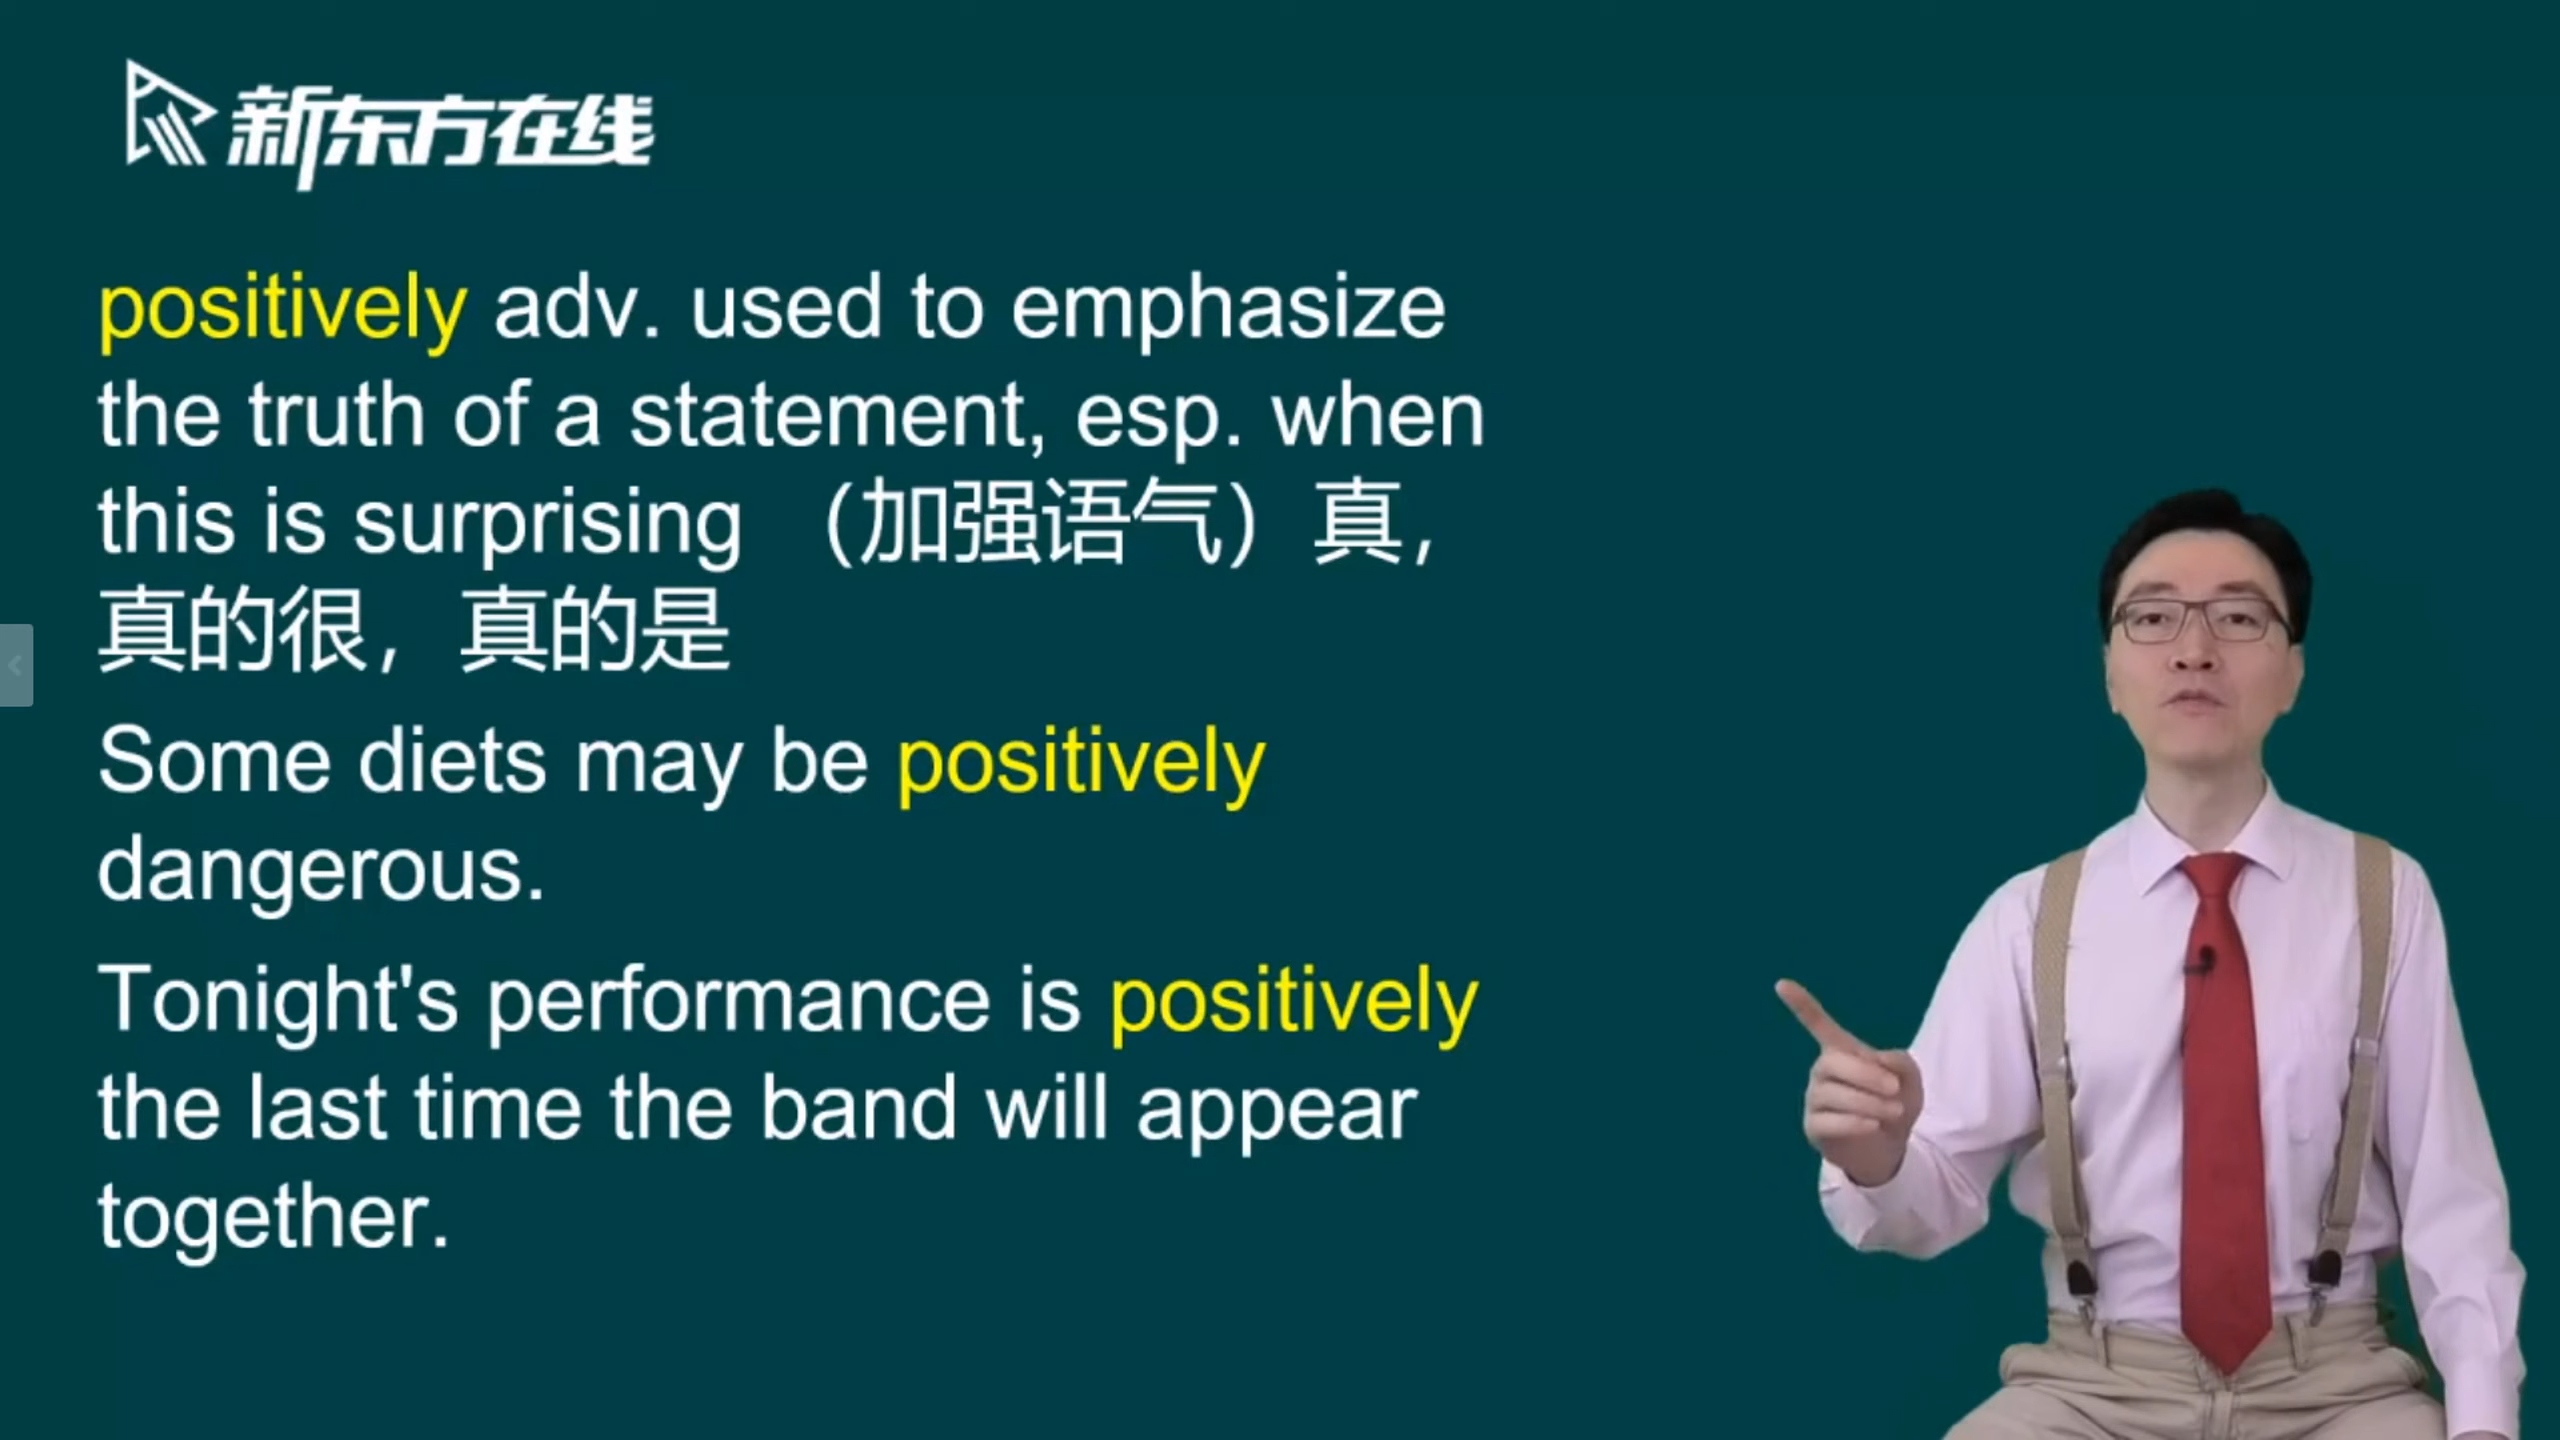 新东方在线
positively adv. used to emphasize
the truth of a statement, esp. when
this is surprising （加强语气）真，
真的很，真的是
Some diets may be positively
dangerous.
Tonight's performance is positively
the last time the band will appear
together.